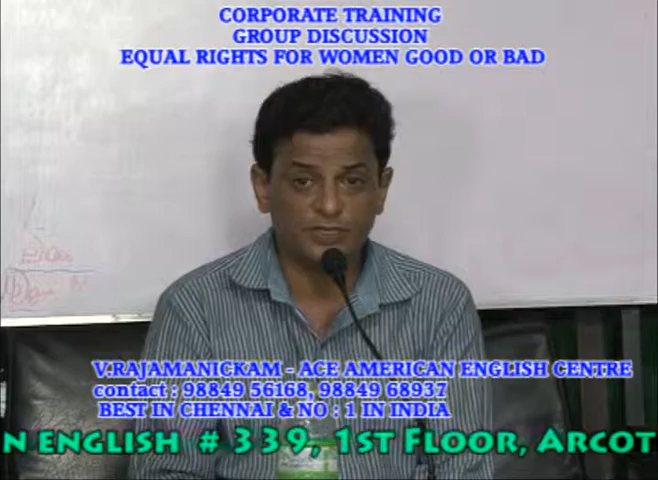 CORPORATE TRAINING
GROUP DISCUSSION
EQUAL RIGHTS FOR WOMEN GOOD OR BAD
V.RAJAMANICKAM - ACE AMERICAN ENGLISH CENTRE
contact : 98849 56168, 98849 68937
BEST IN CHENNAI & NO : 1 IN INDIA
N ENGLISH # 339, 1ST FLOOR, ARCOT